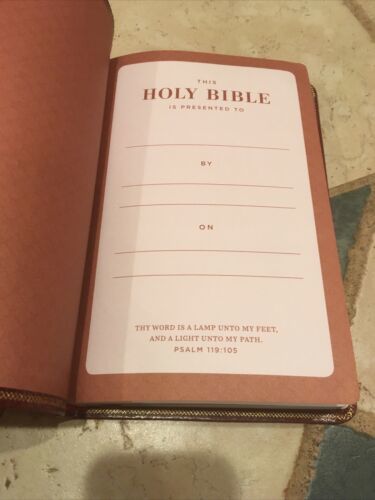 THIS
HOLY BIBLE
IS PRESENTED TO
BY
ON
THY WORD IS A LAMP UNTO MY FEET,
AND A LIGHT UNTO MY PATH.
PSALM 119:105